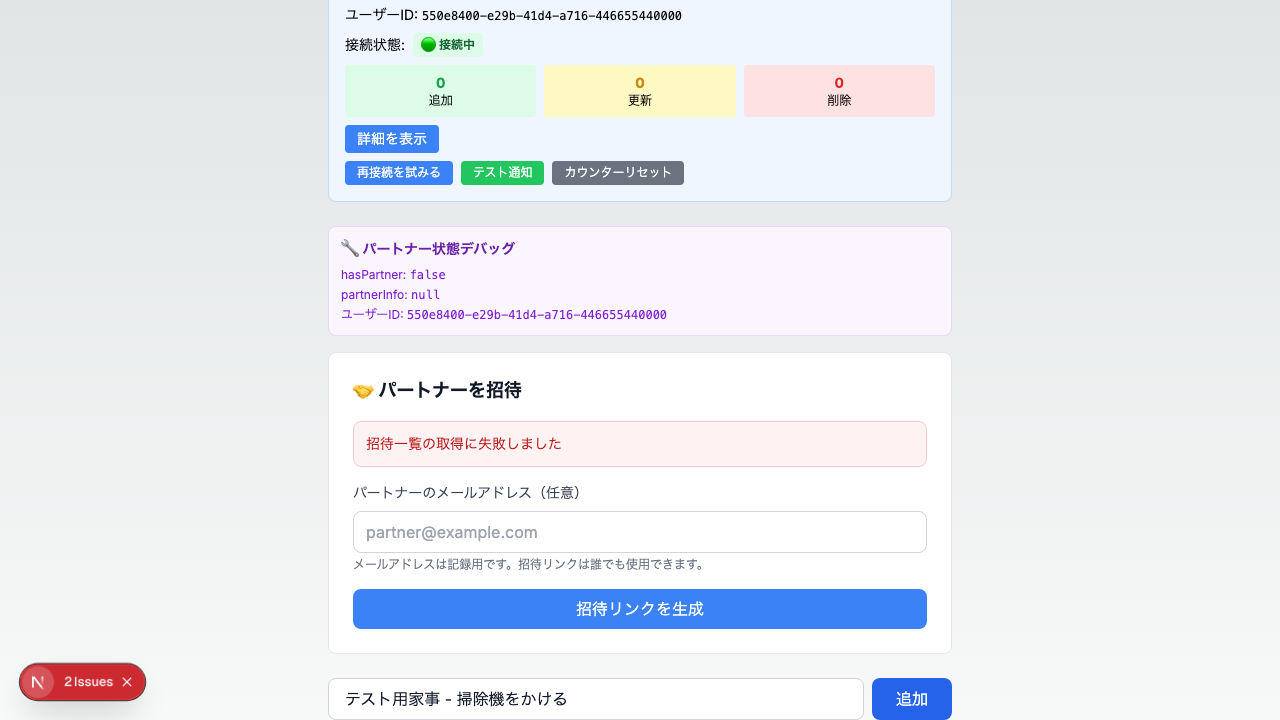 ユーザーID: 550e8400-e29b-41d4-a716-446655440000
接続状態: 接続中
0
追加
0
更新
0
削除
詳細を表示
再接続を試みる
テスト通知
カウンターリセット
パートナー状態デバッグ
hasPartner: false
partnerInfo: null
ユーザーID: 550e8400-e29b-41d4-a716-446655440000
パートナーを招待
招待一覧の取得に失敗しました
パートナーのメールアドレス（任意）
partner@example.com
メールアドレスは記録用です。招待リンクは誰でも使用できます。
招待リンクを生成
N 2 Issues
テスト用家事 - 掃除機をかける
追加